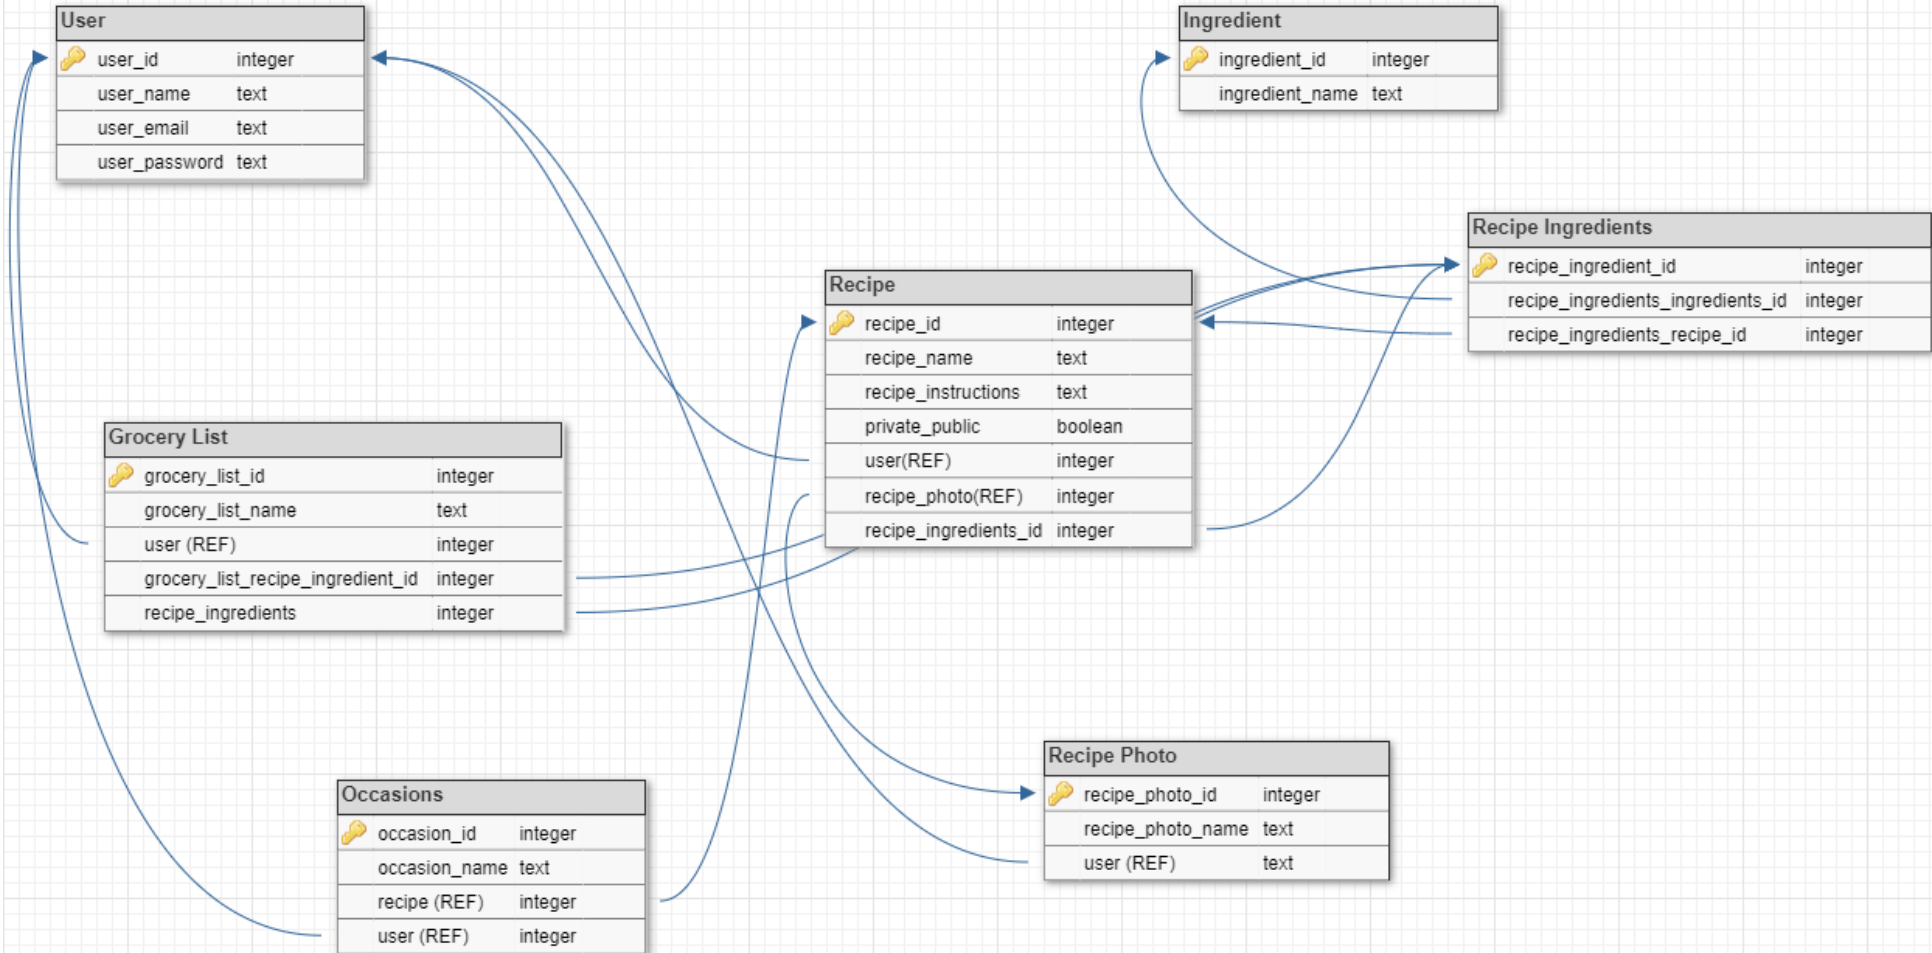 User
user_id integer
user_name text
user_email text
user_password text
Ingredient
ingredient_id integer
ingredient_name text
Recipe Ingredients
recipe_ingredient_id integer
recipe_ingredients_ingredients_id integer
recipe_ingredients_recipe_id integer
Recipe
recipe_id integer
recipe_name text
recipe_instructions text
private_public boolean
user(REF) integer
recipe_photo(REF) integer
recipe_ingredients_id integer
Grocery List
grocery_list_id integer
grocery_list_name text
user (REF) integer
grocery_list_recipe_ingredient_id integer
recipe_ingredients integer
Recipe Photo
recipe_photo_id integer
recipe_photo_name text
user (REF) text
Occasions
occasion_id integer
occasion_name text
recipe (REF) integer
user (REF) integer